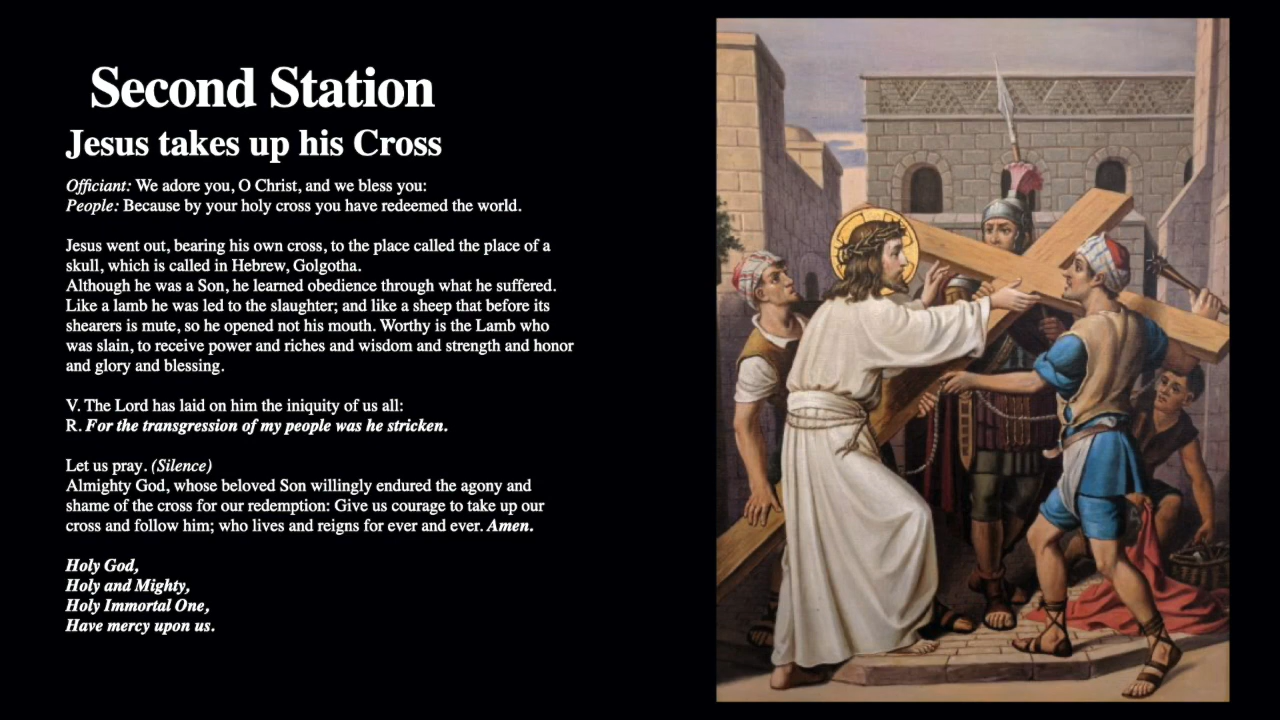 Second Station
Jesus takes up his Cross
Officiant: We adore you, O Christ, and we bless you:
People: Because by your holy cross you have redeemed the world.
Jesus went out, bearing his own cross, to the place called the place of a
skull, which is called in Hebrew, Golgotha.
Although he was a Son, he learned obedience through what he suffered.
Like a lamb he was led to the slaughter; and like a sheep that before its
shearers is mute, so he opened not his mouth. Worthy is the Lamb who
was slain, to receive power and riches and wisdom and strength and honor
and glory and blessing.
V. The Lord has laid on him the iniquity of us all:
R. For the transgression of my people was he stricken.
Let us pray. (Silence)
Almighty God, whose beloved Son willingly endured the agony and
shame of the cross for our redemption: Give us courage to take up our
cross and follow him; who lives and reigns for ever and ever. Amen.
Holy God,
Holy and Mighty,
Holy Immortal One,
Have mercy upon us.